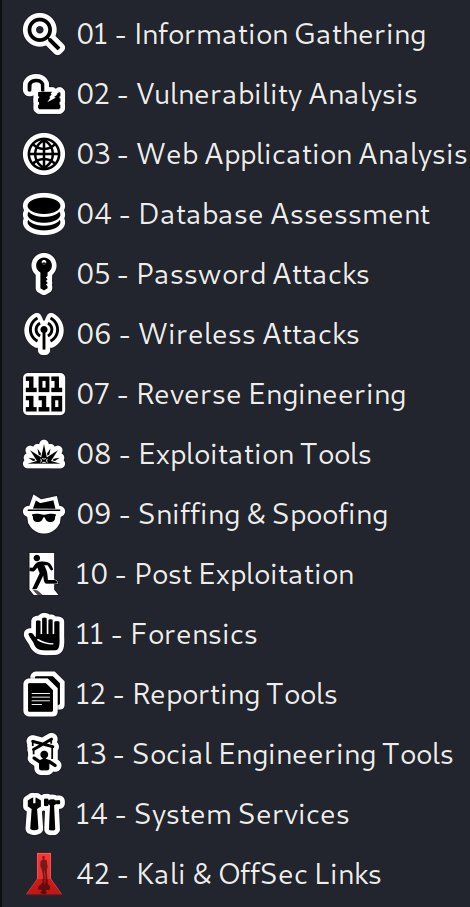 01 - Information Gathering
02 - Vulnerability Analysis
03 - Web Application Analysis
04 - Database Assessment
05 - Password Attacks
06 - Wireless Attacks
101
110
07 - Reverse Engineering
08 - Exploitation Tools
09 - Sniffing & Spoofing
10 - Post Exploitation
11 - Forensics
12 - Reporting Tools
13 - Social Engineering Tools
14 - System Services
42 - Kali & OffSec Links